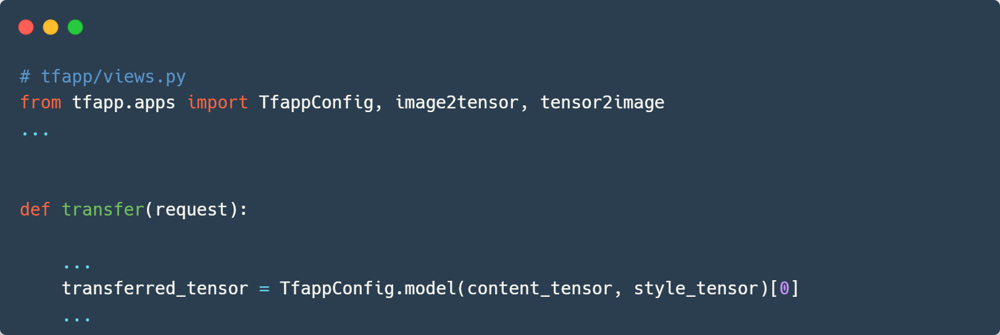 # tfapp/views.py
from tfapp.apps import TfappConfig, image2tensor, tensor2image
...
def transfer(request):
...
transferred_tensor = TfappConfig.model(content_tensor, style_tensor)[0]
...